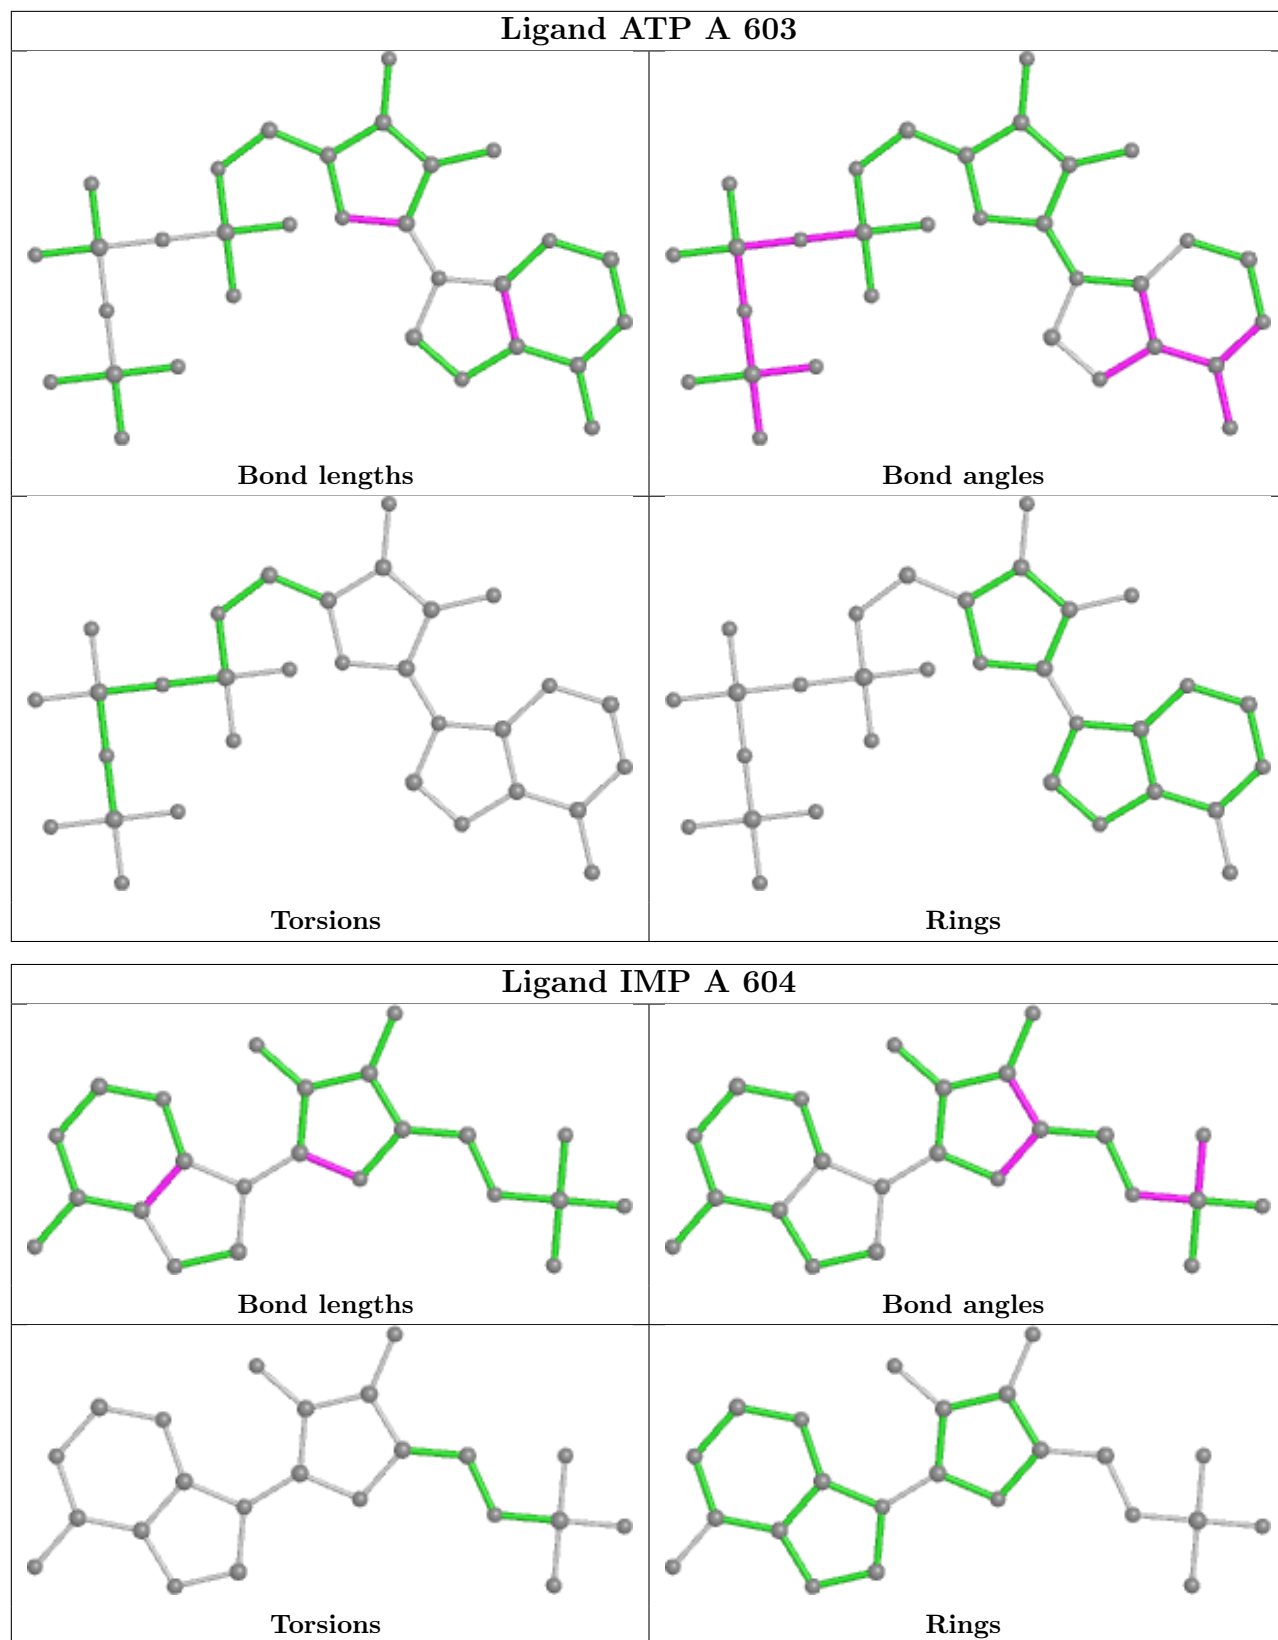 Ligand ATP A 603
Bond lengths
Bond angles
Torsions
Rings
Ligand IMP A 604
Bond lengths
Bond angles
Torsions
Rings